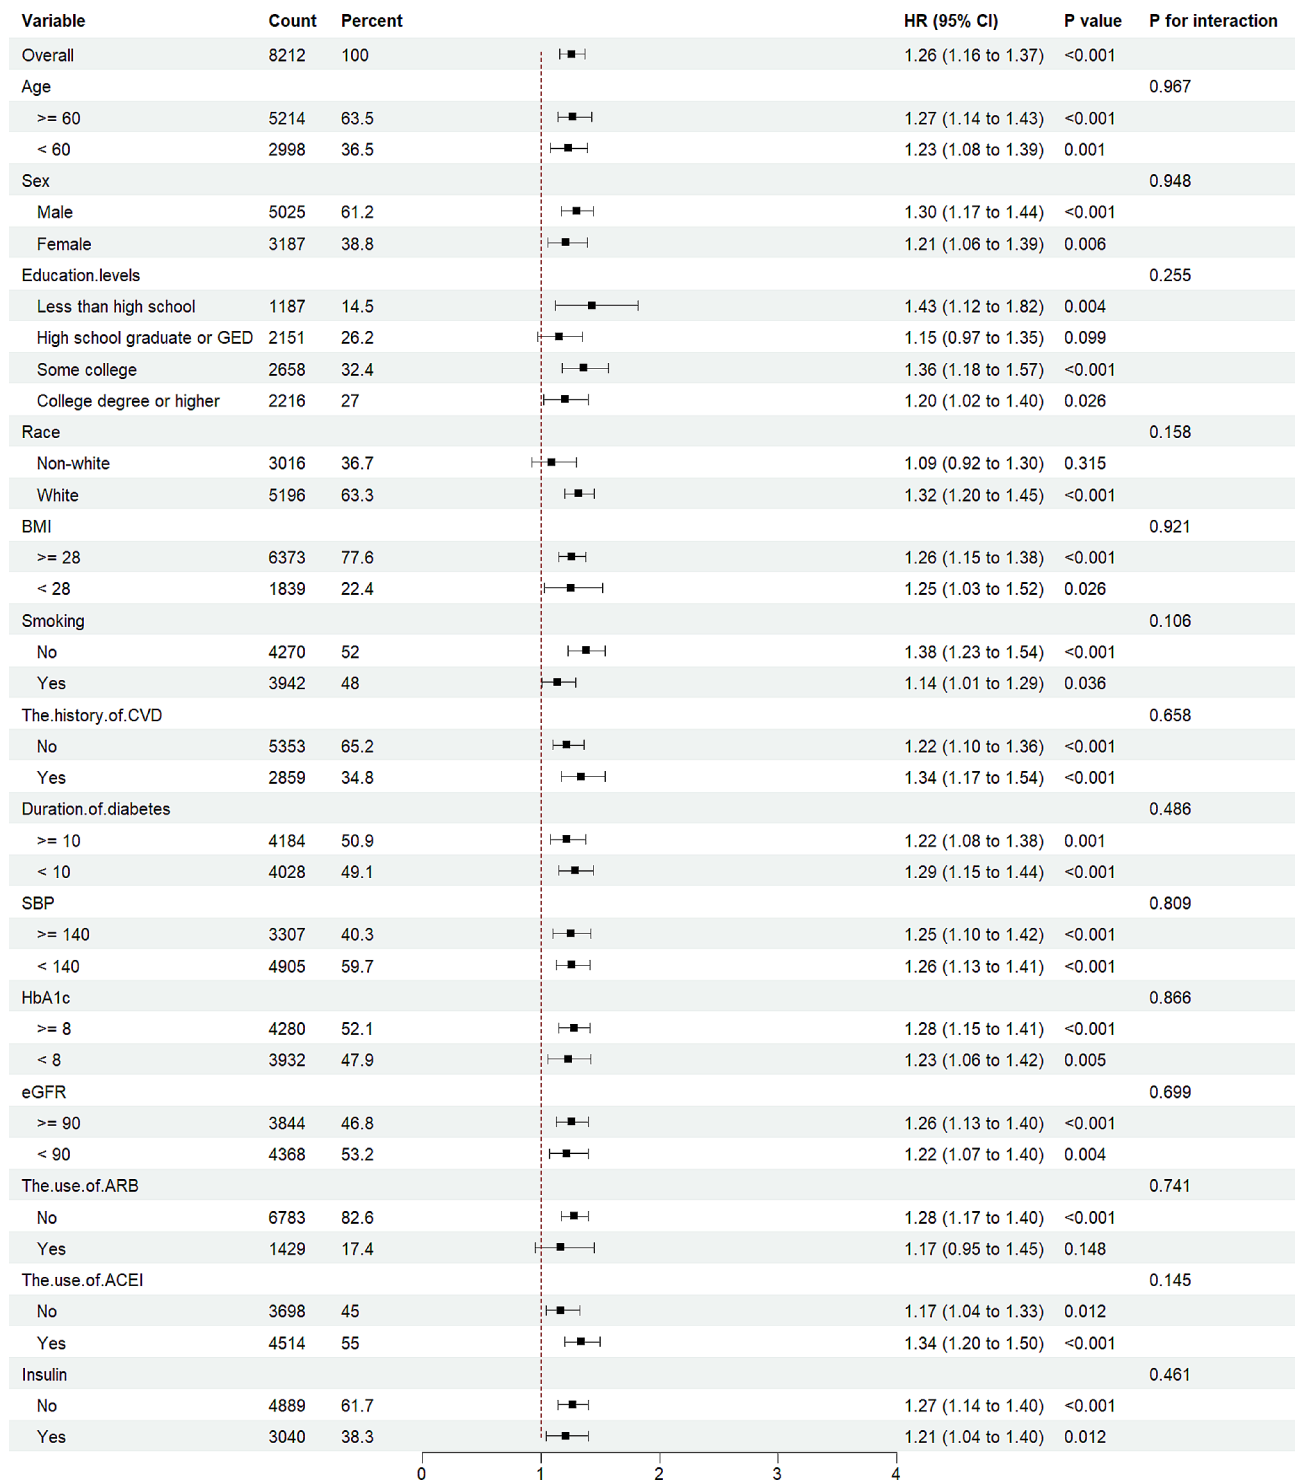 Variable Count Percent HR (95% CI) P value P for interaction
Overall 8212 100 1.26 (1.16 to 1.37) <0.001
Age 0.967
>= 60 5214 63.5 1.27 (1.14 to 1.43) <0.001
< 60 2998 36.5 1.23 (1.08 to 1.39) 0.001
Sex 0.948
Male 5025 61.2 1.30 (1.17 to 1.44) <0.001
Female 3187 38.8 1.21 (1.06 to 1.39) 0.006
Education.levels 0.255
Less than high school 1187 14.5 1.43 (1.12 to 1.82) 0.004
High school graduate or GED 2151 26.2 1.15 (0.97 to 1.35) 0.099
Some college 2658 32.4 1.36 (1.18 to 1.57) <0.001
College degree or higher 2216 27 1.20 (1.02 to 1.40) 0.026
Race 0.158
Non-white 3016 36.7 1.09 (0.92 to 1.30) 0.315
White 5196 63.3 1.32 (1.20 to 1.45) <0.001
BMI 0.921
>= 28 6373 77.6 1.26 (1.15 to 1.38) <0.001
< 28 1839 22.4 1.25 (1.03 to 1.52) 0.026
Smoking 0.106
No 4270 52 1.38 (1.23 to 1.54) <0.001
Yes 3942 48 1.14 (1.01 to 1.29) 0.036
The.history.of.CVD 0.658
No 5353 65.2 1.22 (1.10 to 1.36) <0.001
Yes 2859 34.8 1.34 (1.17 to 1.54) <0.001
Duration.of.diabetes 0.486
>= 10 4184 50.9 1.22 (1.08 to 1.38) 0.001
< 10 4028 49.1 1.29 (1.15 to 1.44) <0.001
SBP 0.809
>= 140 3307 40.3 1.25 (1.10 to 1.42) <0.001
< 140 4905 59.7 1.26 (1.13 to 1.41) <0.001
HbA1c 0.866
>= 8 4280 52.1 1.28 (1.15 to 1.41) <0.001
< 8 3932 47.9 1.23 (1.06 to 1.42) 0.005
eGFR 0.699
>= 90 3844 46.8 1.26 (1.13 to 1.40) <0.001
< 90 4368 53.2 1.22 (1.07 to 1.40) 0.004
The.use.of.ARB 0.741
No 6783 82.6 1.28 (1.17 to 1.40) <0.001
Yes 1429 17.4 1.17 (0.95 to 1.45) 0.148
The.use.of.ACEI 0.145
No 3698 45 1.17 (1.04 to 1.33) 0.012
Yes 4514 55 1.34 (1.20 to 1.50) <0.001
Insulin 0.461
No 4889 61.7 1.27 (1.14 to 1.40) <0.001
Yes 3040 38.3 1.21 (1.04 to 1.40) 0.012
0 1 2 3 4